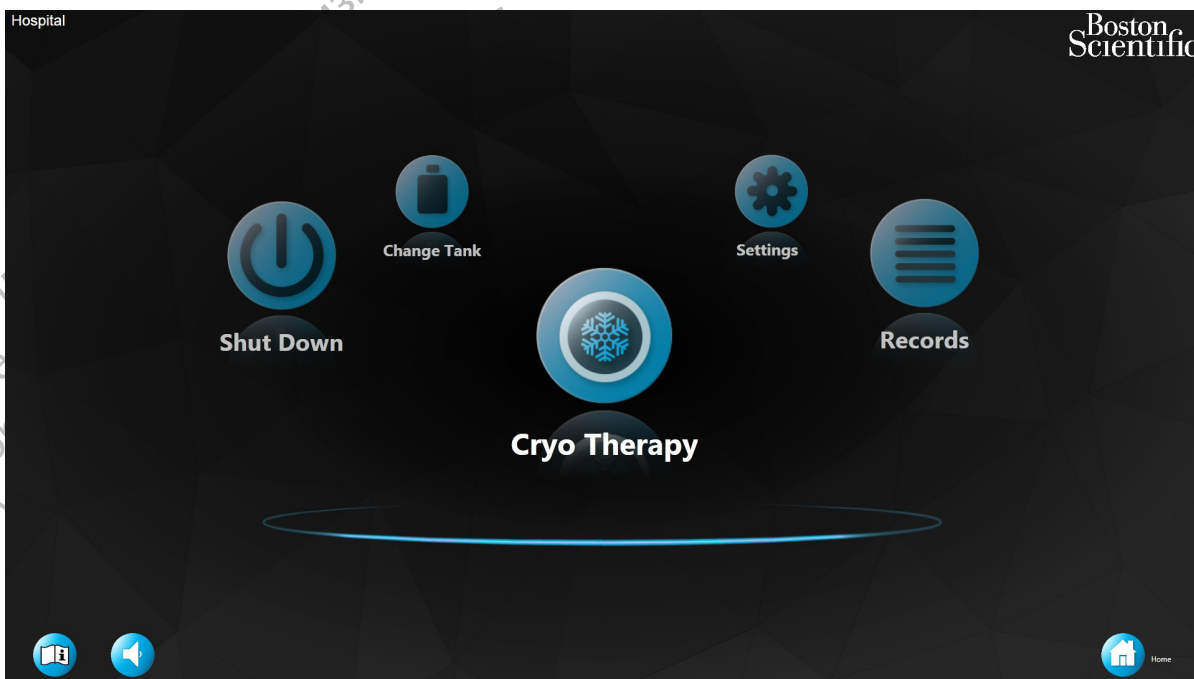 Hospital
Boston
Scientific
Change Tank
Settings
Shut Down
Records
Cryo Therapy
i
Home